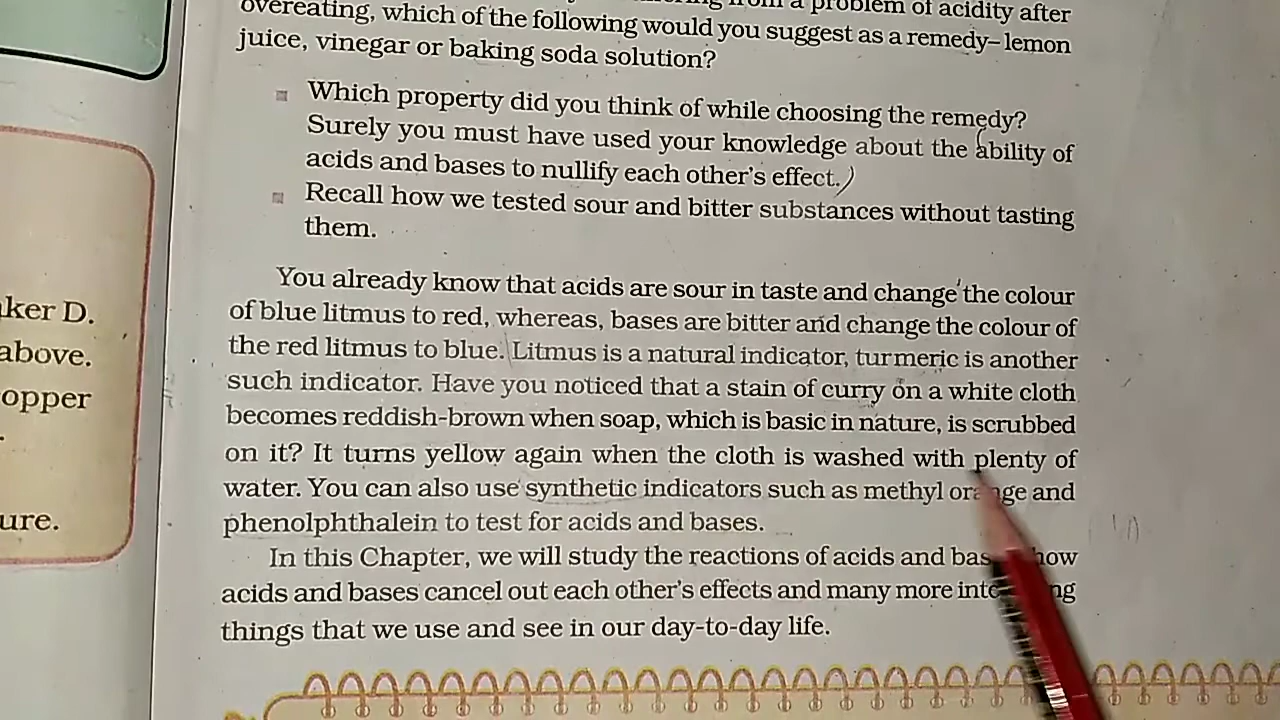 from a problem of acidity after
overeating, which of the following would you suggest as a remedy– lemon
juice, vinegar or baking soda solution?
Which property did you think of while choosing the remedy?
Surely you must have used your knowledge about the ability of
acids and bases to nullify each other's effect.
Recall how we tested sour and bitter substances without tasting
them.
You already know that acids are sour in taste and change the colour
of blue litmus to red, whereas, bases are bitter and change the colour of
the red litmus to blue. Litmus is a natural indicator, turmeric is another
such indicator. Have you noticed that a stain of curry on a white cloth
becomes reddish-brown when soap, which is basic in nature, is scrubbed
on it? It turns yellow again when the cloth is washed with plenty of
water. You can also use synthetic indicators such as methyl orange and
phenolphthalein to test for acids and bases.
In this Chapter, we will study the reactions of acids and how
acids and bases cancel out each other's effects and many more
things that we use and see in our day-to-day life.
ker D.
above.
opper
ure.